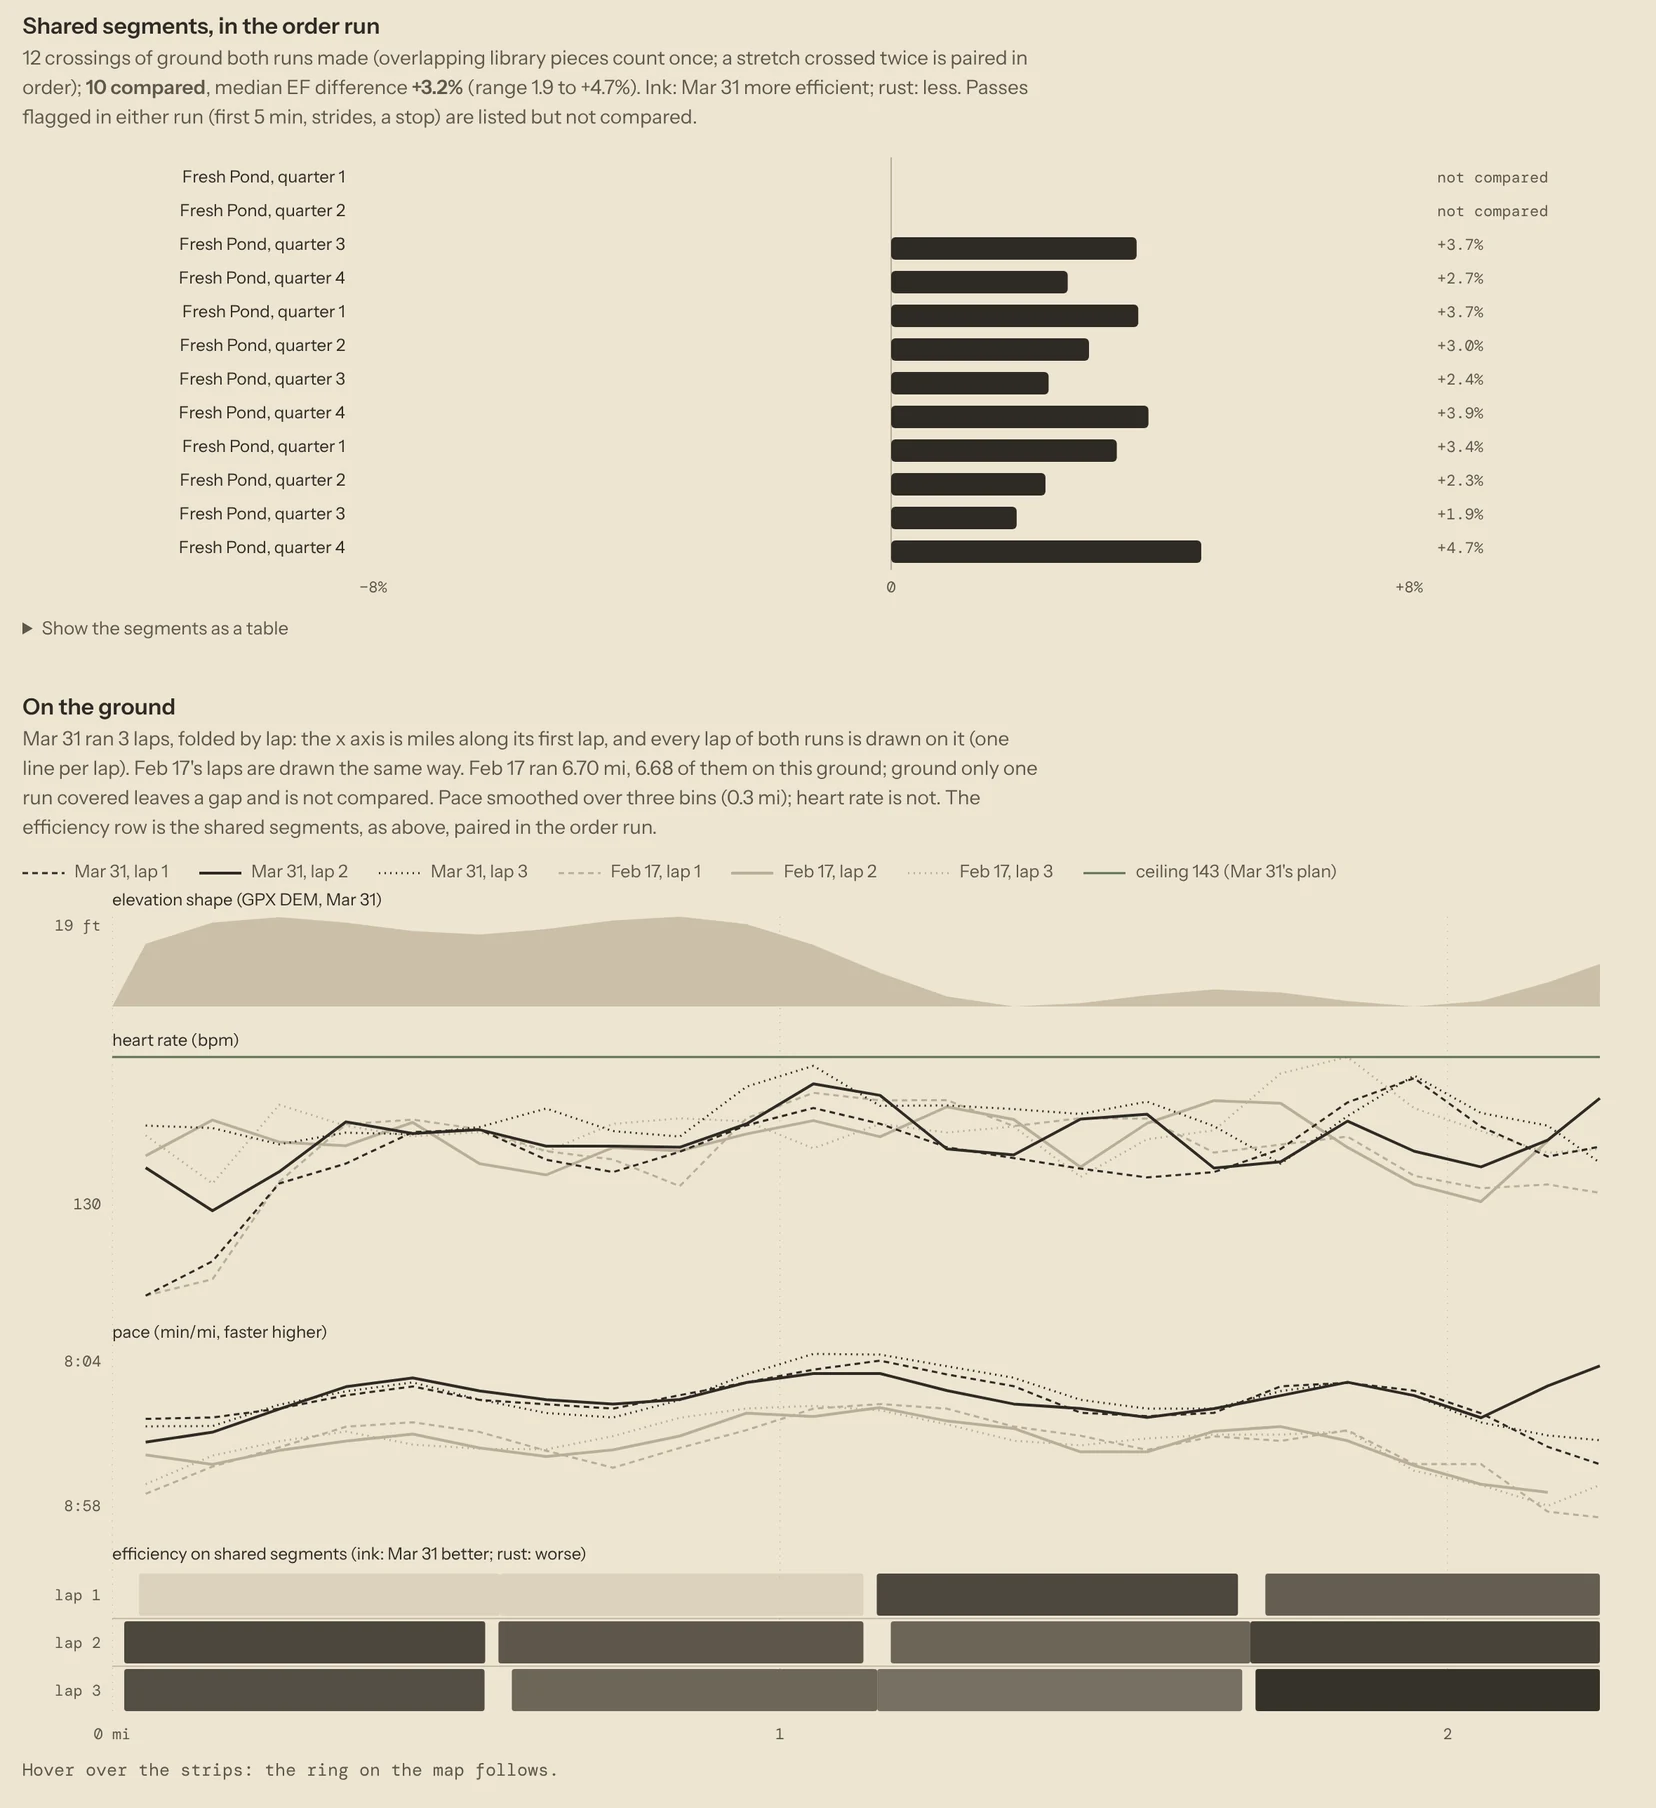 Shared segments, in the order run
12 crossings of ground both runs made (overlapping library pieces count once; a stretch crossed twice is paired in
order); 10 compared, median EF difference +3.2% (range 1.9 to +4.7%). Ink: Mar 31 more efficient; rust: less. Passes
flagged in either run (first 5 min, strides, a stop) are listed but not compared.
Fresh Pond, quarter 1 not compared
Fresh Pond, quarter 2 not compared
Fresh Pond, quarter 3 +3.7%
Fresh Pond, quarter 4 +2.7%
Fresh Pond, quarter 1 +3.7%
Fresh Pond, quarter 2 +3.0%
Fresh Pond, quarter 3 +2.4%
Fresh Pond, quarter 4 +3.9%
Fresh Pond, quarter 1 +3.4%
Fresh Pond, quarter 2 +2.3%
Fresh Pond, quarter 3 +1.9%
Fresh Pond, quarter 4 +4.7%
−8% 0 +8%
▶ Show the segments as a table
On the ground
Mar 31 ran 3 laps, folded by lap: the x axis is miles along its first lap, and every lap of both runs is drawn on it (one
line per lap). Feb 17's laps are drawn the same way. Feb 17 ran 6.70 mi, 6.68 of them on this ground; ground only one
run covered leaves a gap and is not compared. Pace smoothed over three bins (0.3 mi); heart rate is not. The
efficiency row is the shared segments, as above, paired in the order run.
Mar 31, lap 1 Mar 31, lap 2 Mar 31, lap 3 Feb 17, lap 1 Feb 17, lap 2 Feb 17, lap 3 ceiling 143 (Mar 31's plan)
elevation shape (GPX DEM, Mar 31)
19 ft
heart rate (bpm)
130
pace (min/mi, faster higher)
8:04
8:58
efficiency on shared segments (ink: Mar 31 better; rust: worse)
lap 1
lap 2
lap 3
0 mi 1 2
Hover over the strips: the ring on the map follows.